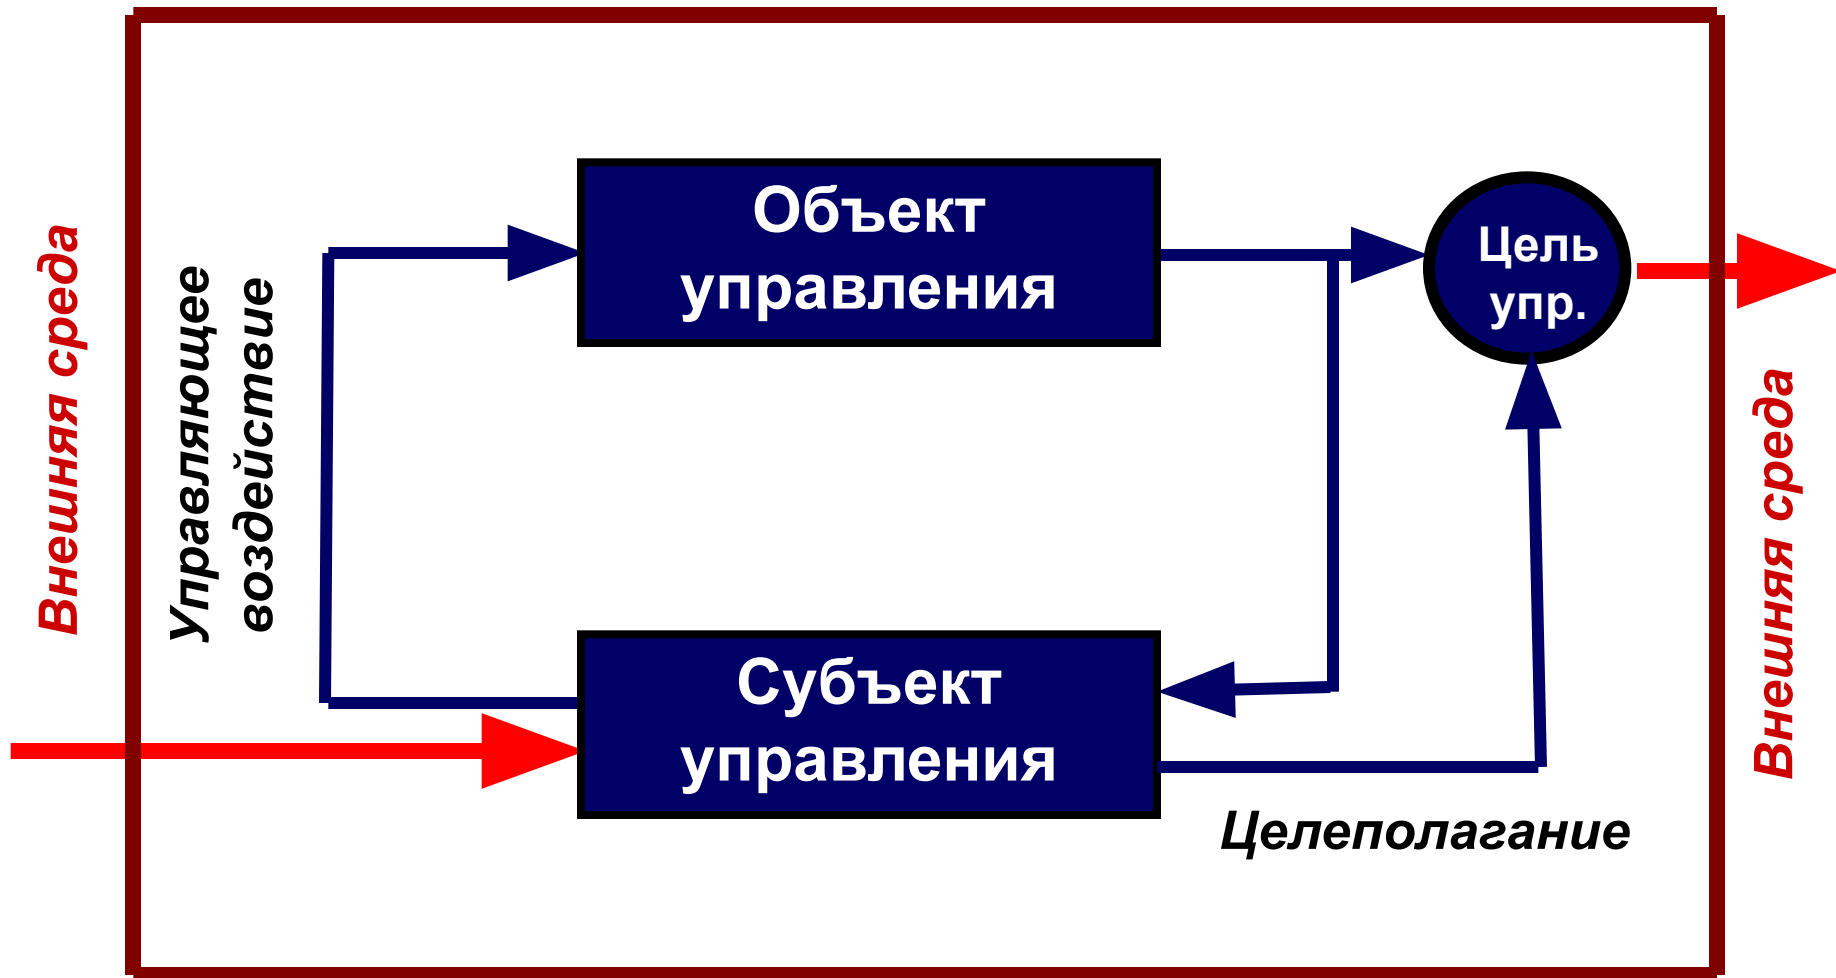 Внешняя среда
Управляющее
воздействие
Объект
управления
Цель
упр.
Субъект
управления
Целеполагание
Внешняя среда